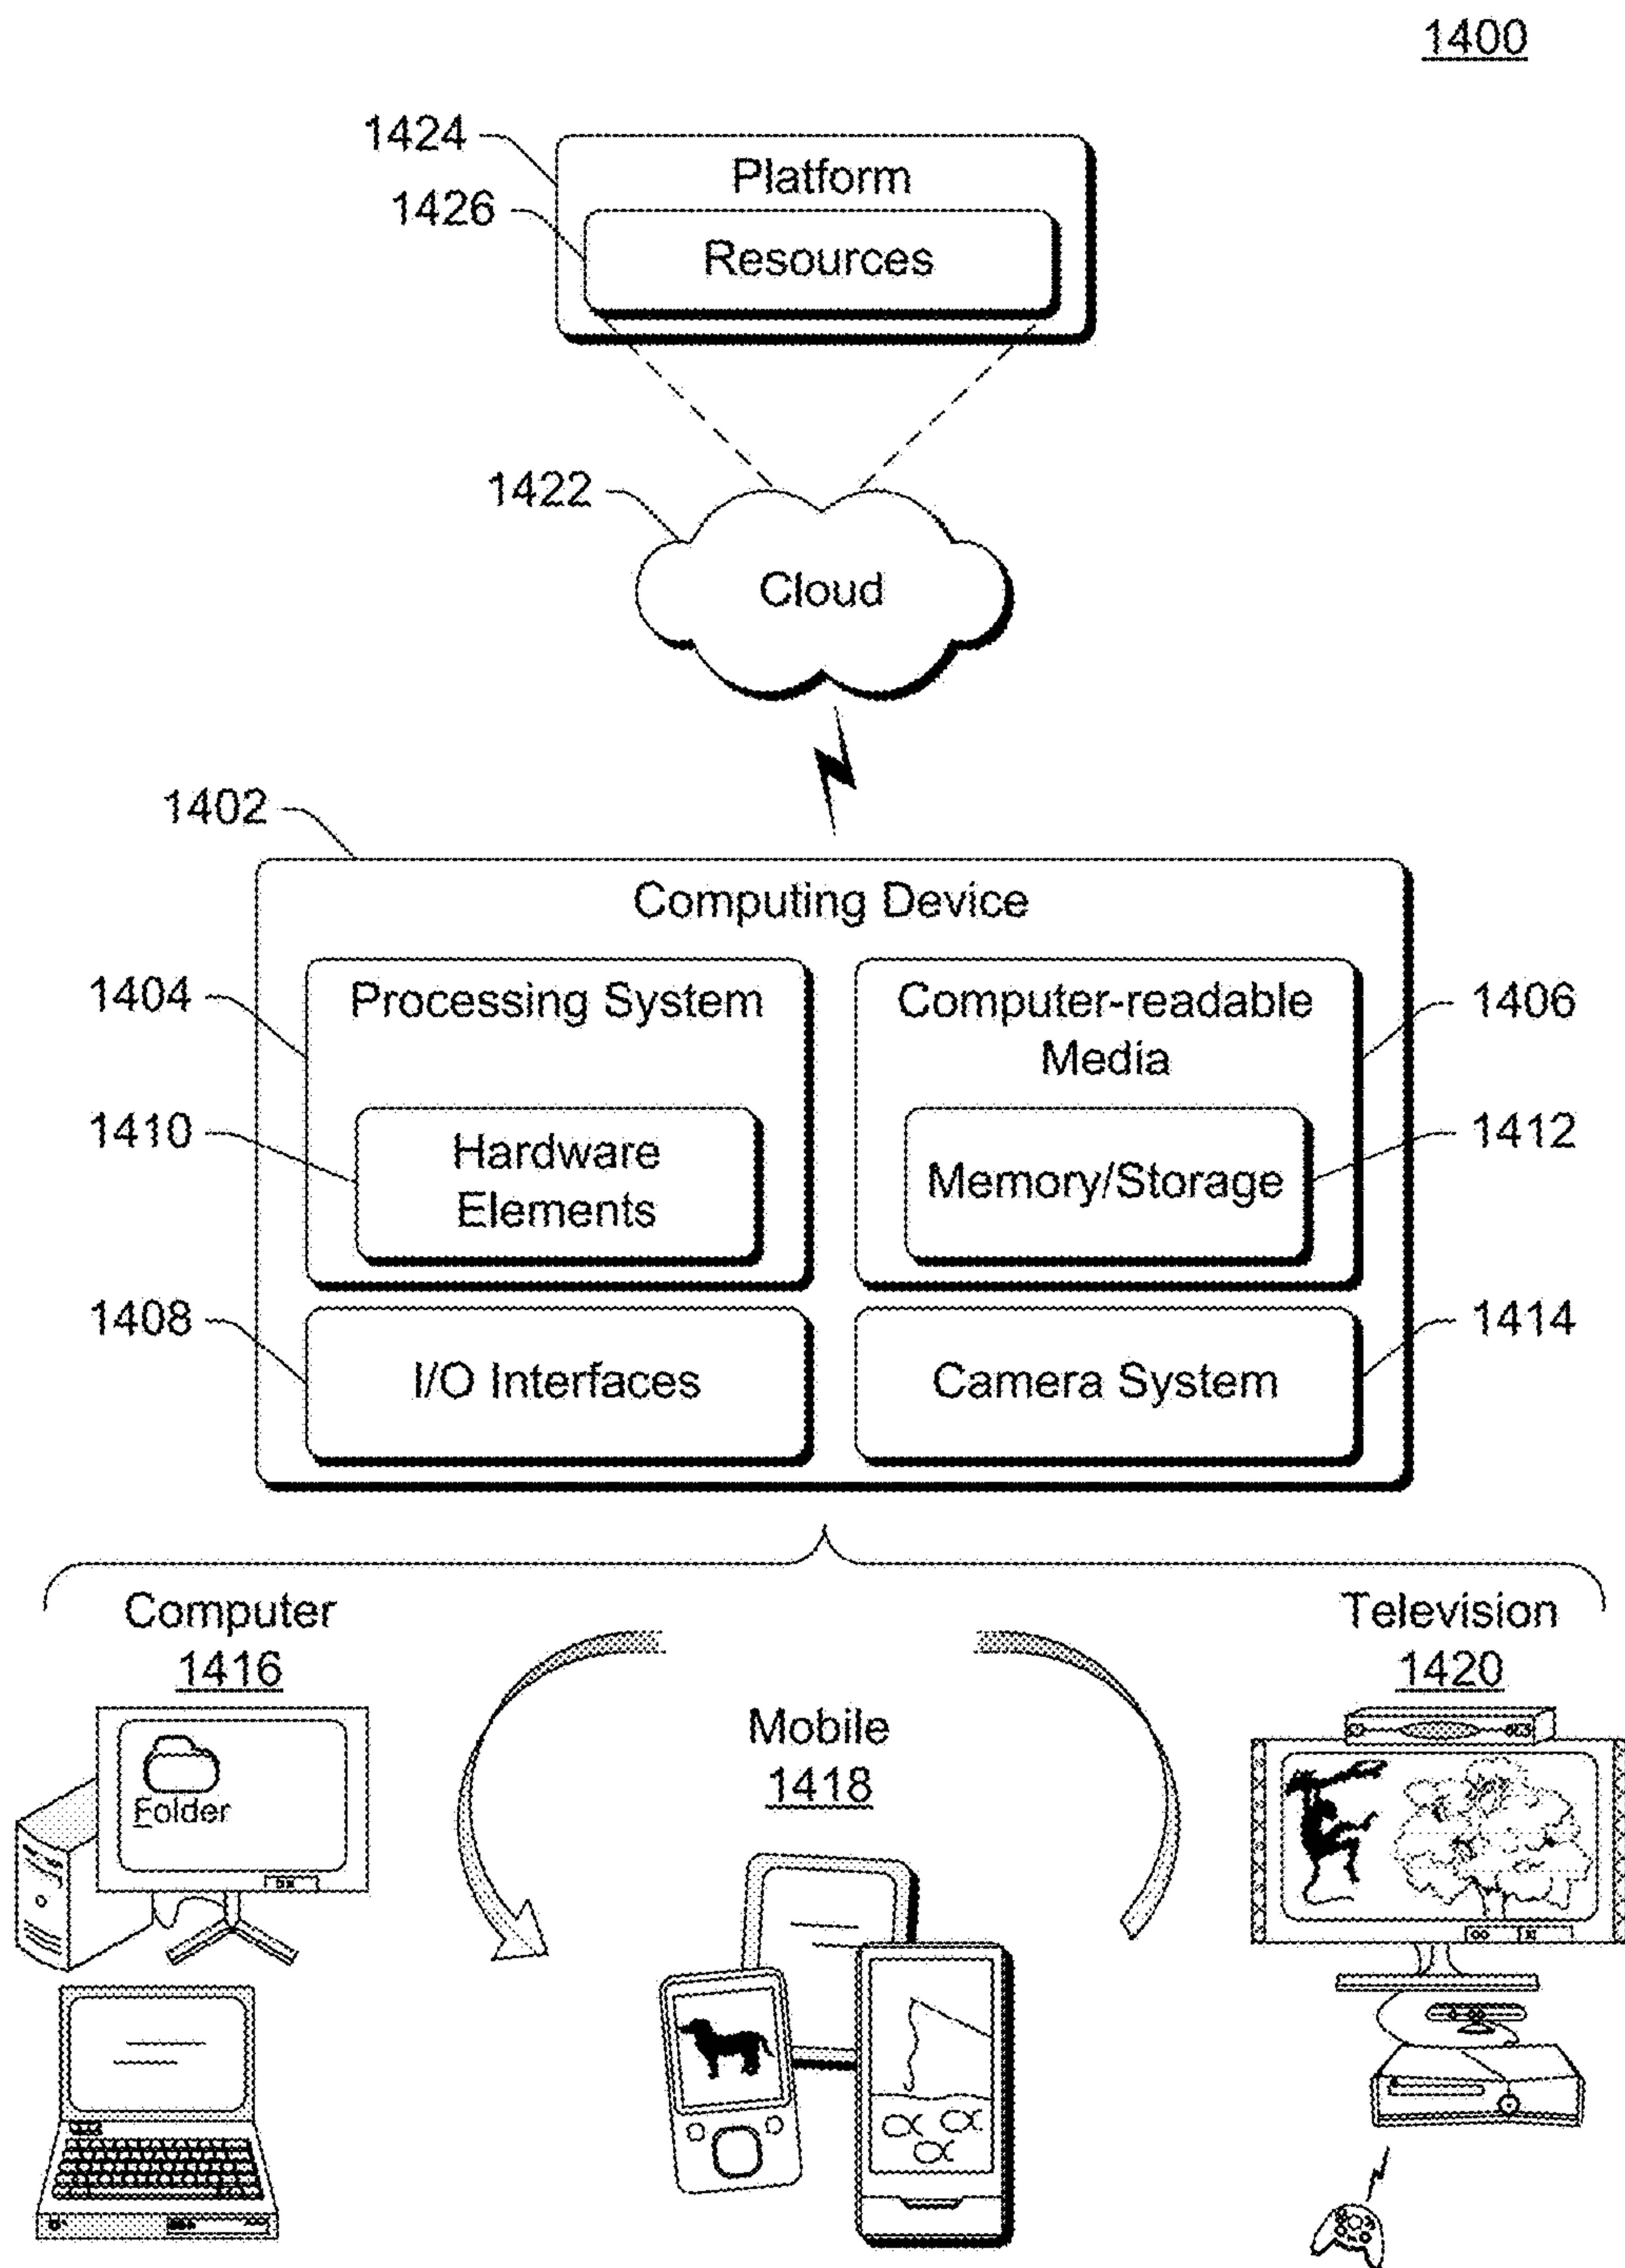 1400
1424
Platform
1426
Resources
1422
Cloud
1402
Computing Device
1404
Processing System
Computer-readable
Media
1406
1410
Hardware
Elements
Memory/Storage
1412
1408
I/O Interfaces
Camera System
1414
Computer
1416
Mobile
1418
Television
1420
Folder